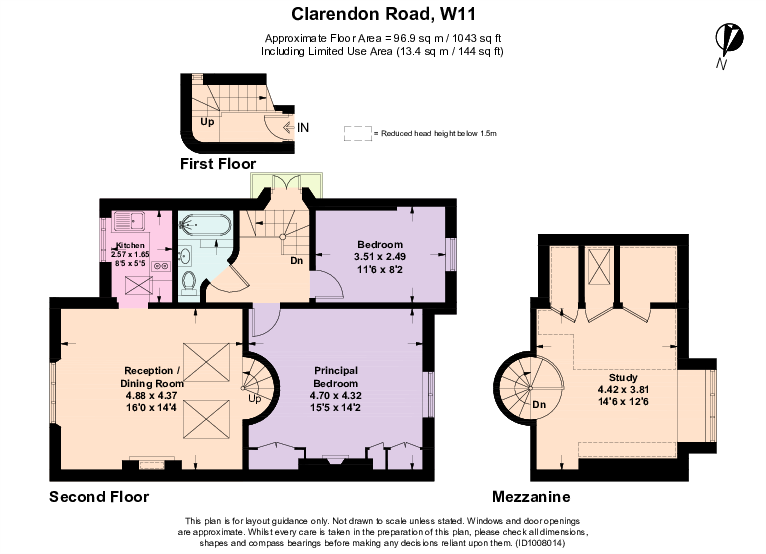 Clarendon Road, W11
Approximate Floor Area = 96.9 sq m / 1043 sq ft
Including Limited Use Area (13.4 sq m / 144 sq ft)
N
Up
IN
First Floor
= Reduced head height below 1.5m
Kitchen
2.57 x 1.65
8'5 x 5'5
Dn
Bedroom
3.51 x 2.49
11'6 x 8'2
Reception /
Dining Room
4.88 x 4.37
16'0 x 14'4
Up
Principal
Bedroom
4.70 x 4.32
15'5 x 14'2
Study
4.42 x 3.81
14'6 x 12'6
Dn
Second Floor
Mezzanine
This plan is for layout guidance only. Not drawn to scale unless stated. Windows and door openings
are approximate. Whilst every care is taken in the preparation of this plan, please check all dimensions,
shapes and compass bearings before making any decisions reliant upon them. (ID1008014)